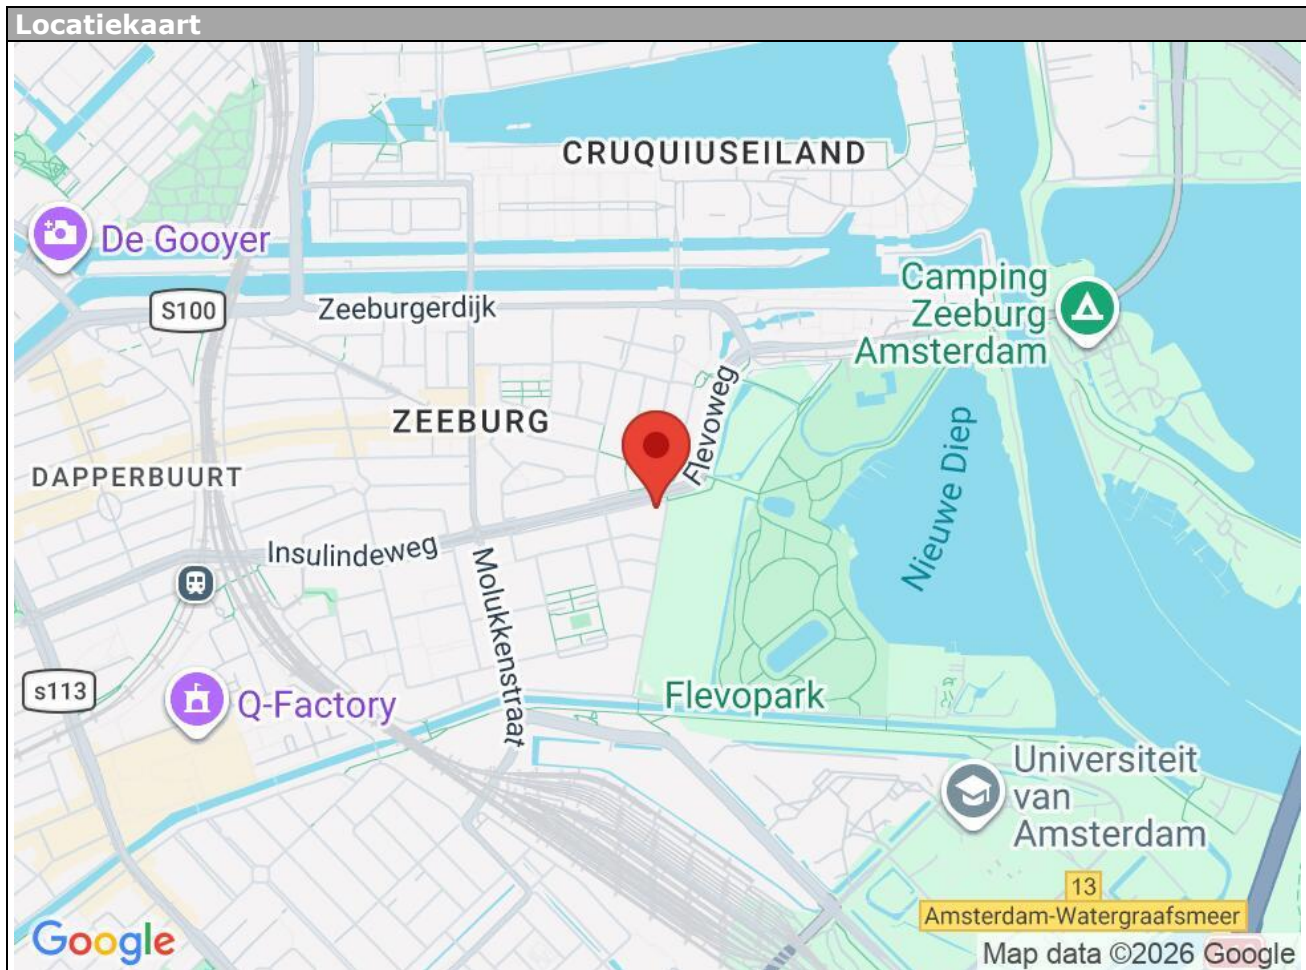 Locatiekaart
CRUQUIUSEILAND
De Gooyer
Camping
Zeeburg
Amsterdam
S100
Zeeburgerdijk
Flevoweg
ZEEBURG
Nieuwe Diep
DAPPERBUURT
Insulindeweg
Molukkenstraat
s113
Q-Factory
Flevopark
Universiteit
van
Amsterdam
13
Amsterdam-Watergraafsmeer
Google
Map data ©2026 Google